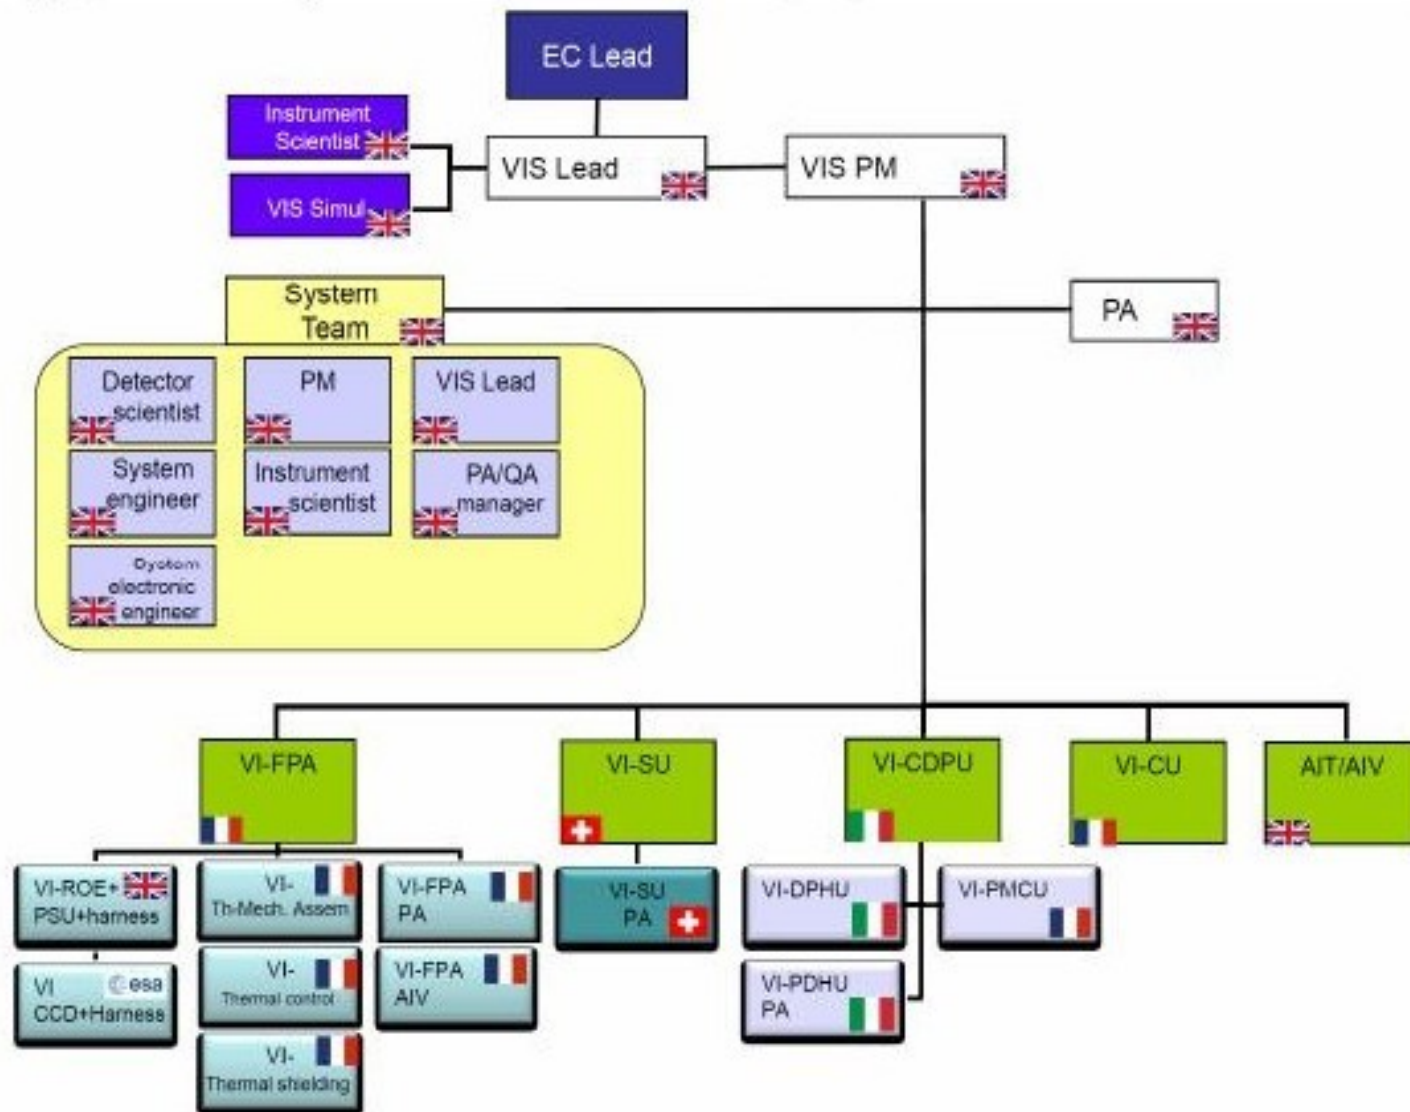 EC Lead
Instrument
Scientist
VIS Lead
VIS PM
VIS Simul
System
Team
PA
Detector
scientist
PM
VIS Lead
System
engineer
Instrument
scientist
PA/QA
manager
System
electronic
engineer
VI-FPA
VI-SU
VI-CDPU
VI-CU
AIT/AIV
VI-ROE+
PSU+harness
VI-
Th-Mech. Assem
VI-FPA
PA
VI-SU
PA
VI-DPHU
VI-PMCU
VI
esa
CCD+Harness
VI-
Thermal control
VI-FPA
AIV
VI-PDHU
PA
VI-
Thermal shielding